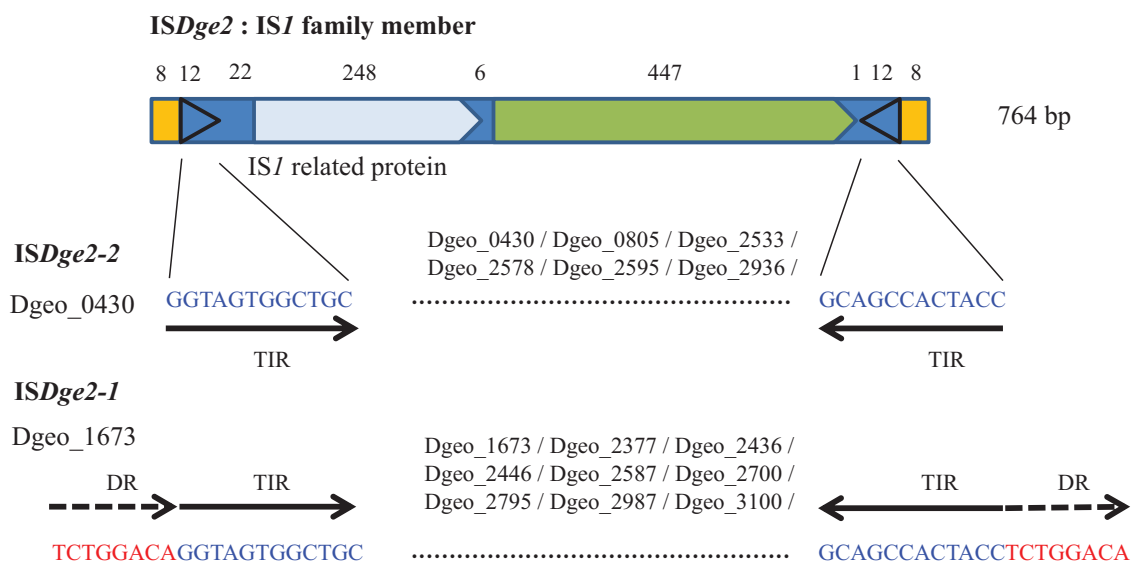 ISDge2 : IS1 family member
8 12 22 248 6 447 1 12 8
764 bp
IS1 related protein
ISDge2-2
Dgeo_0430 / Dgeo_0805 / Dgeo_2533 /
Dgeo_2578 / Dgeo_2595 / Dgeo_2936 /
Dgeo_0430
GGTAGTGGCTGC ........................................ GCAGCCACTACC
TIR TIR
ISDge2-1
Dgeo_1673
Dgeo_1673 / Dgeo_2377 / Dgeo_2436 /
Dgeo_2446 / Dgeo_2587 / Dgeo_2700 /
Dgeo_2795 / Dgeo_2987 / Dgeo_3100 /
DR TIR TIR DR
TCTGGACAGGTAGTGGCTGC ........................................ GCAGCCACTACCTCTGGACA